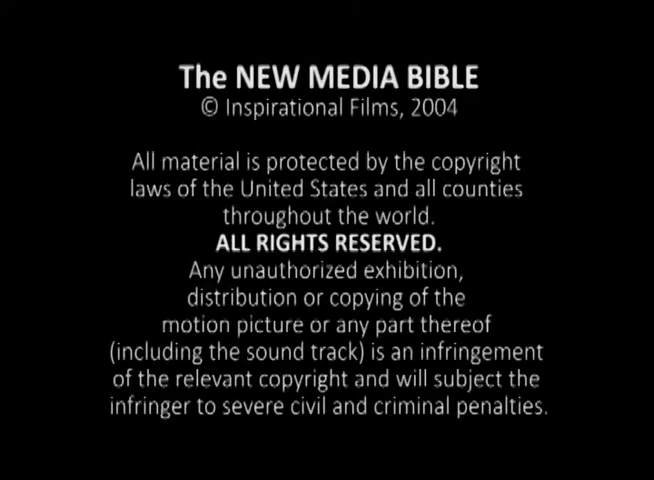 The NEW MEDIA BIBLE
© Inspirational Films, 2004
All material is protected by the copyright
laws of the United States and all counties
throughout the world.
ALL RIGHTS RESERVED.
Any unauthorized exhibition,
distribution or copying of the
motion picture or any part thereof
(including the sound track) is an infringement
of the relevant copyright and will subject the
infringer to severe civil and criminal penalties.